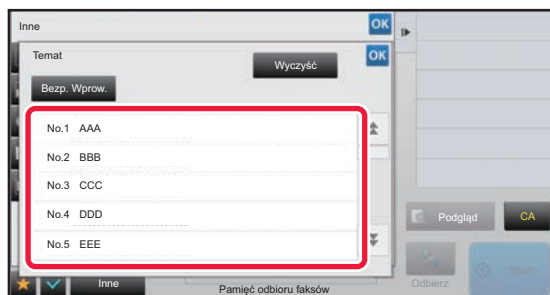 Inne
OK
Temat
Wyczyść
OK
Bezp. Wprow.
No.1 AAA
No.2 BBB
No.3 CCC
No.4 DDD
No.5 EEE
Podgląd
CA
Inne
Pamięć odbioru faksów
Odbierz
Start